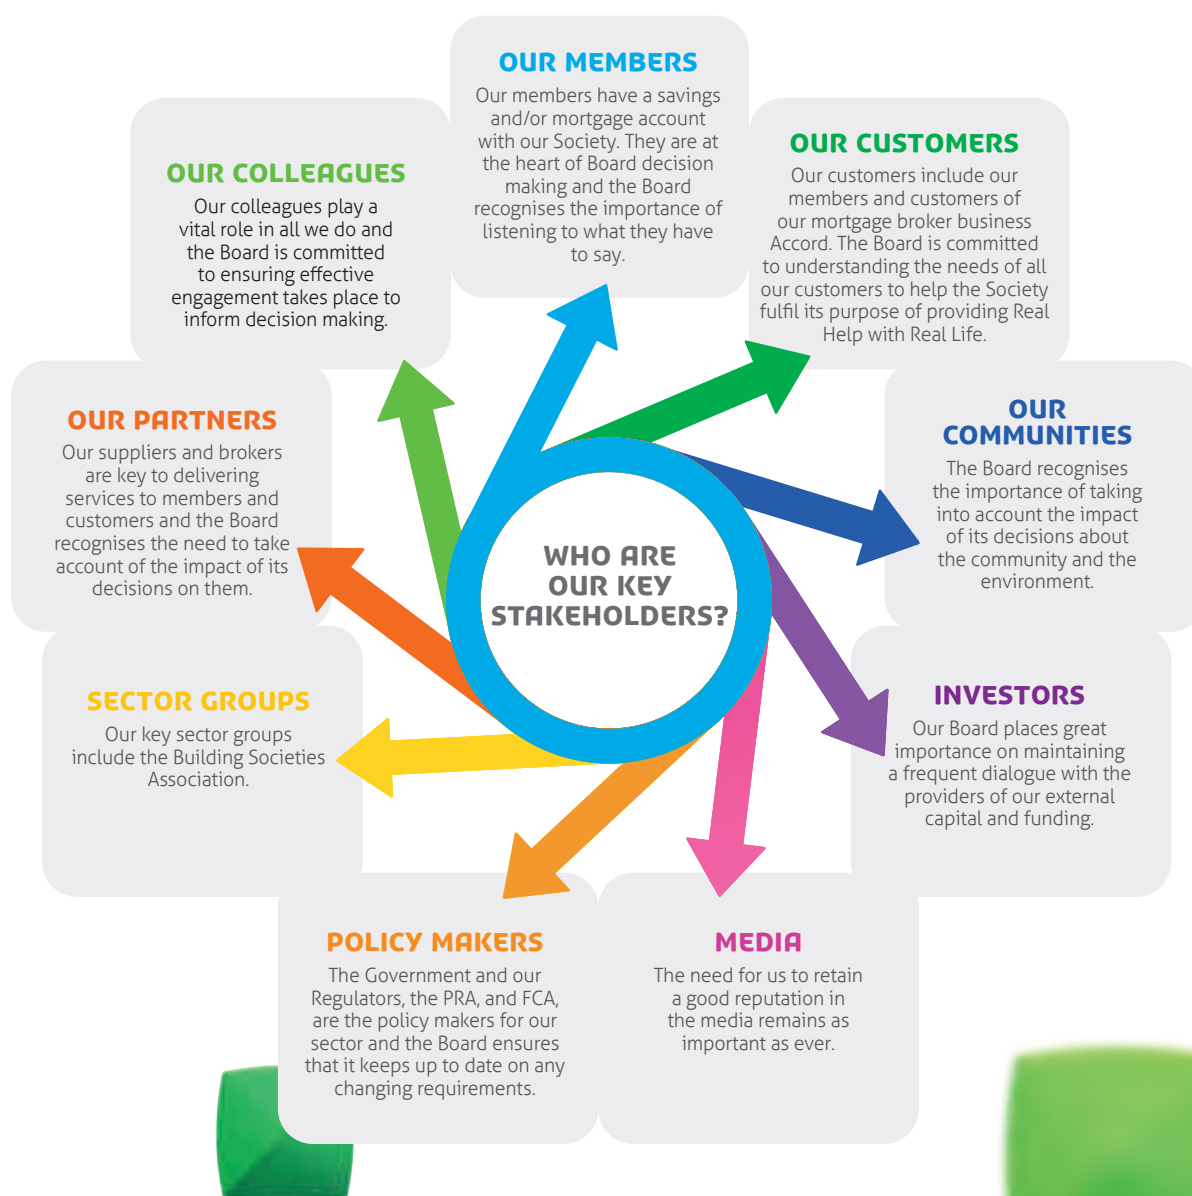 OUR MEMBERS
Our members have a savings
and/or mortgage account
with our Society. They are at
the heart of Board decision
making and the Board
recognises the importance of
listening to what they have
to say.
OUR CUSTOMERS
Our customers include our
members and customers of
our mortgage broker business
Accord. The Board is committed
to understanding the needs of all
our customers to help the Society
fulfil its purpose of providing Real
Help with Real Life.
OUR
COMMUNITIES
The Board recognises
the importance of taking
into account the impact
of its decisions about
the community and the
environment.
INVESTORS
Our Board places great
importance on maintaining
a frequent dialogue with the
providers of our external
capital and funding.
MEDIA
The need for us to retain
a good reputation in
the media remains as
important as ever.
POLICY MAKERS
The Government and our
Regulators, the PRA, and FCA,
are the policy makers for our
sector and the Board ensures
that it keeps up to date on any
changing requirements.
SECTOR GROUPS
Our key sector groups
include the Building Societies
Association.
OUR PARTNERS
Our suppliers and brokers
are key to delivering
services to members and
customers and the Board
recognises the need to take
account of the impact of its
decisions on them.
OUR COLLEAGUES
Our colleagues play a
vital role in all we do and
the Board is committed
to ensuring effective
engagement takes place to
inform decision making.
WHO ARE
OUR KEY
STAKEHOLDERS?